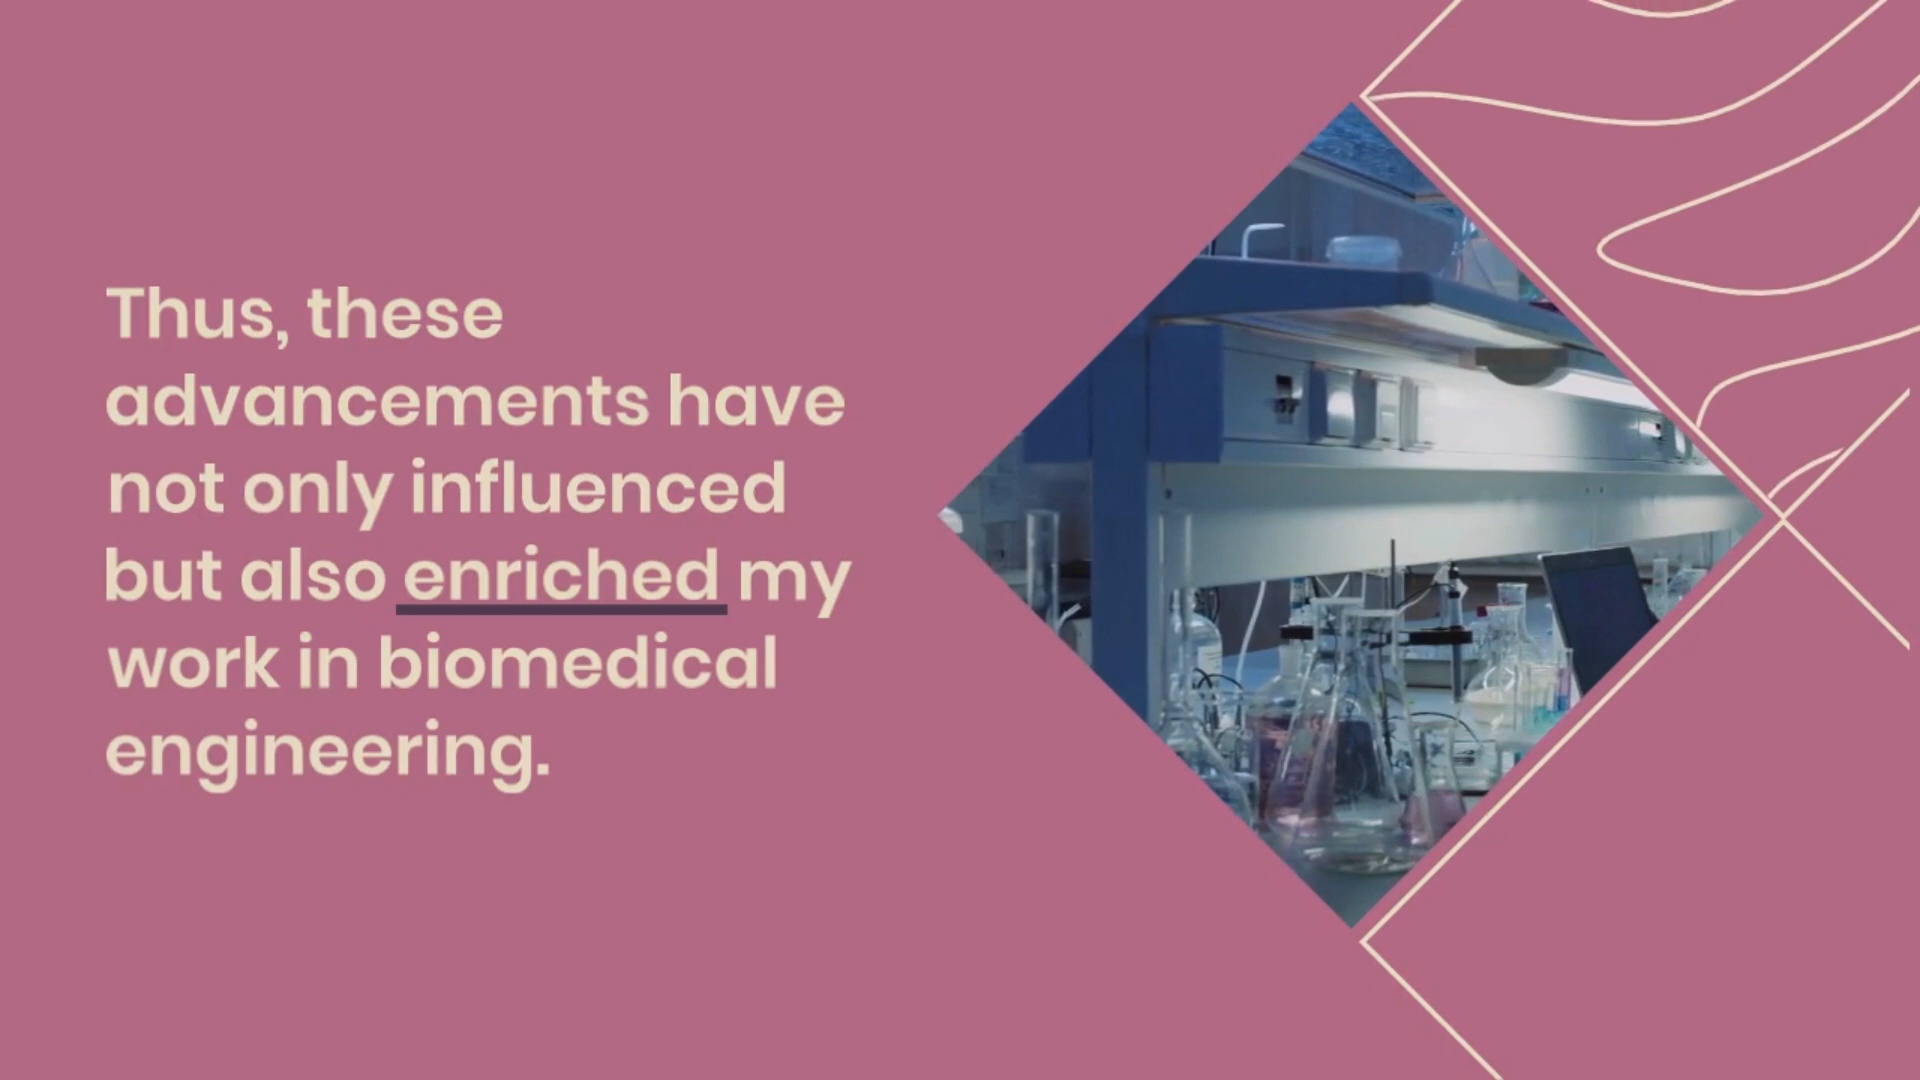 Thus, these
advancements have
not only influenced
but also enriched my
work in biomedical
engineering.